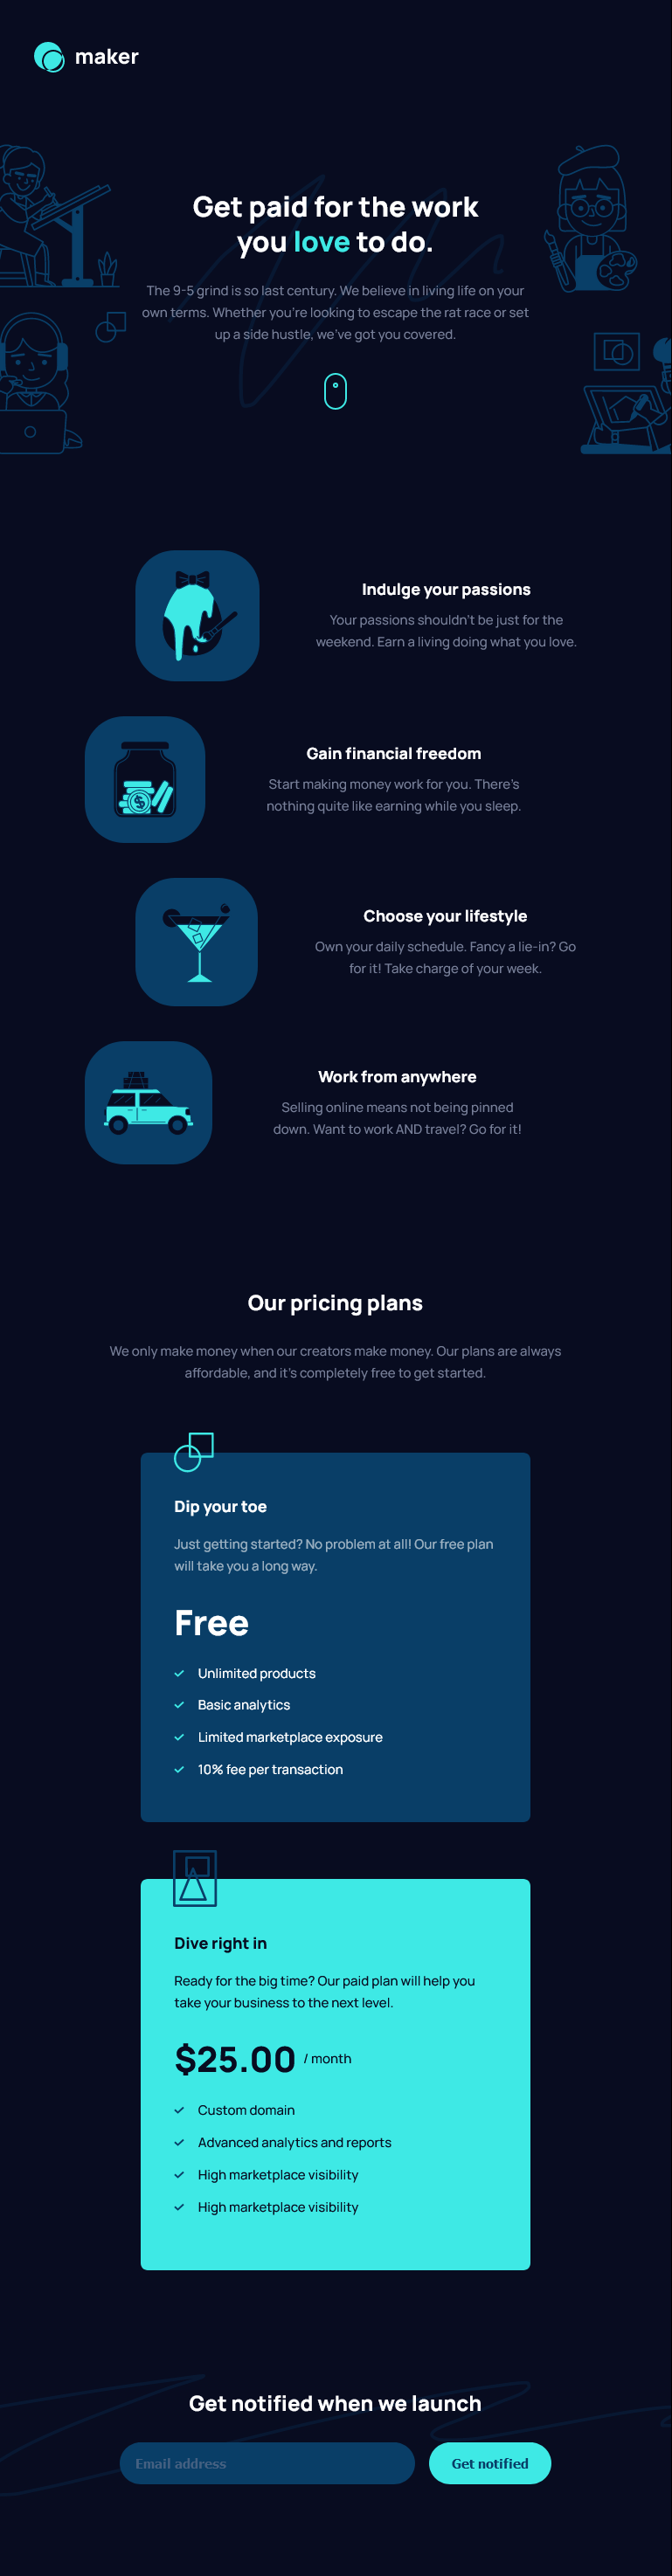 maker
Get paid for the work
you love to do.
The 9-5 grind is so last century. We believe in living life on your
own terms. Whether you're looking to escape the rat race or set
up a side hustle, we've got you covered.
Indulge your passions
Your passions shouldn't be just for the
weekend. Earn a living doing what you love.
Gain financial freedom
Start making money work for you. There's
nothing quite like earning while you sleep.
Choose your lifestyle
Own your daily schedule. Fancy a lie-in? Go
for it! Take charge of your week.
Work from anywhere
Selling online means not being pinned
down. Want to work AND travel? Go for it!
Our pricing plans
We only make money when our creators make money. Our plans are always
affordable, and it's completely free to get started.
Dip your toe
Just getting started? No problem at all! Our free plan
will take you a long way.
Free
Unlimited products
Basic analytics
Limited marketplace exposure
10% fee per transaction
Dive right in
Ready for the big time? Our paid plan will help you
take your business to the next level.
$25.00 / month
Custom domain
Advanced analytics and reports
High marketplace visibility
High marketplace visibility
Get notified when we launch
Email address
Get notified